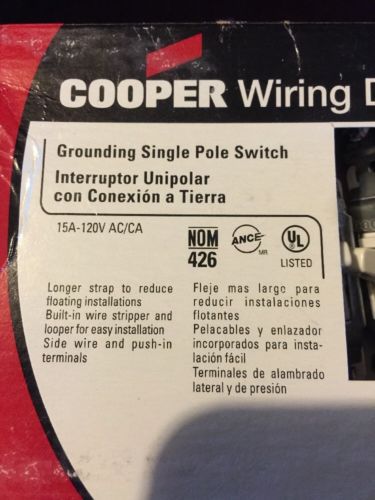 COOPER Wiring D
Grounding Single Pole Switch
Interruptor Unipolar
con Conexión a Tierra
15A-120V AC/CA
NOM
426
ANCE
MR
UL
LISTED
Longer strap to reduce
floating installations
Built-in wire stripper and
looper for easy installation
Side wire and push-in
terminals
Fleje mas largo para
reducir instalaciones
flotantes
Pelacables y enlazador
incorporados para insta-
lación fácil
Terminales de alambrado
lateral y de presión